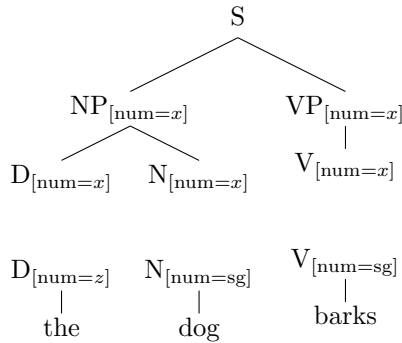 S
NP[num=x] VP[num=x]
D[num=x] N[num=x] V[num=x]
D[num=z] N[num=sg] V[num=sg]
the dog barks